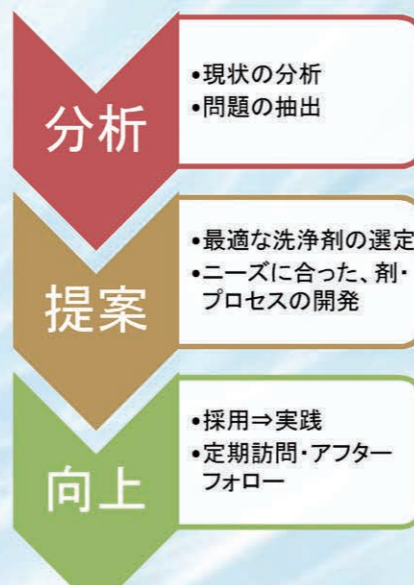 分析
•現状の分析
•問題の抽出
提案
•最適な洗浄剤の選定
•ニーズに合った、剤・
プロセスの開発
向上
•採用⇒実践
•定期訪問・アフター
フォロー